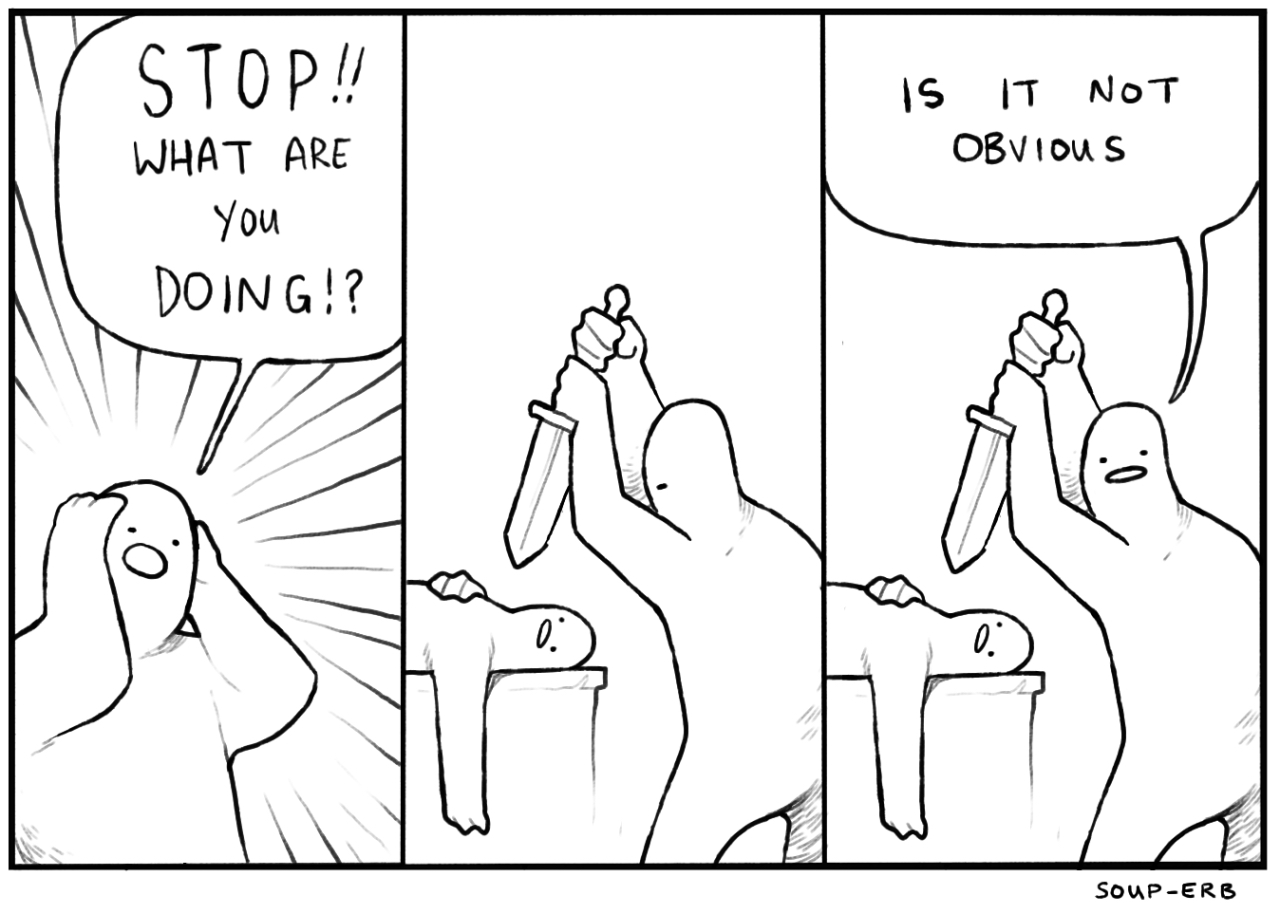 STOP!!
WHAT ARE
YOU
DOING!?
IS IT NOT
OBVIOUS
SOUP-ERB